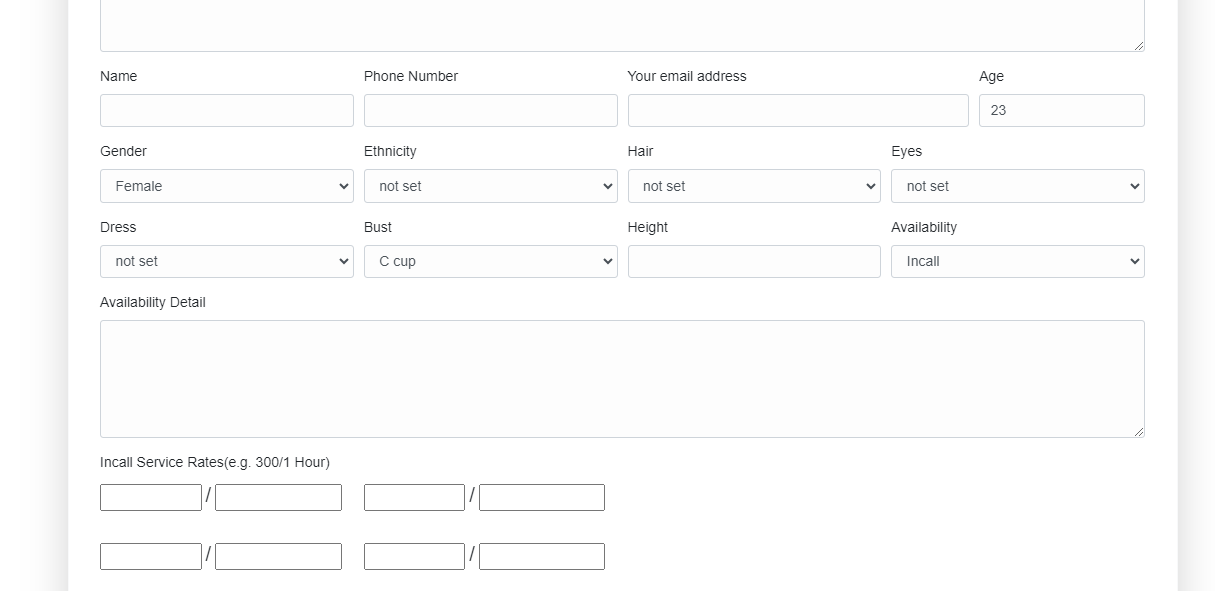 Name Phone Number Your email address Age
23
Gender Ethnicity Hair Eyes
Female not set not set not set
Dress Bust Height Availability
not set C cup Incall
Availability Detail
Incall Service Rates(e.g. 300/1 Hour)
/ /
/ /